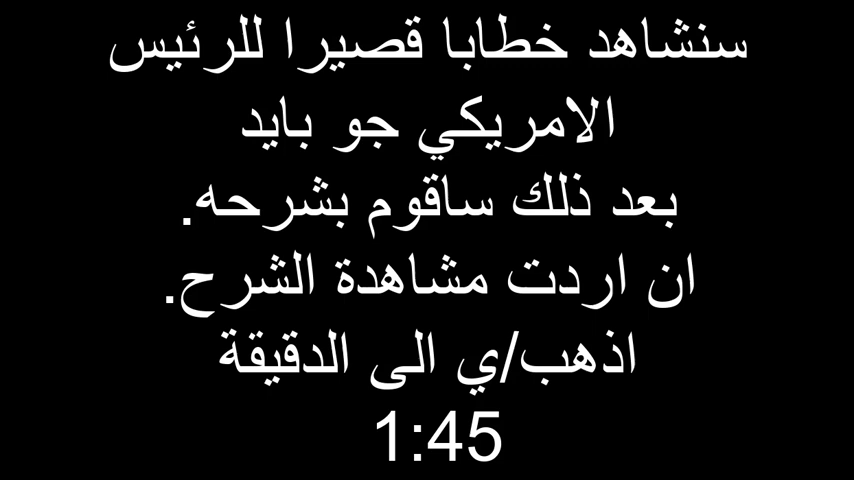 سنشاهد خطابا قصيرا للرئيس
الامريكي جو بايد
بعد ذلك ساقوم بشرحه.
ان اردت مشاهدة الشرح.
اذهب/ي الى الدقيقة
1:45